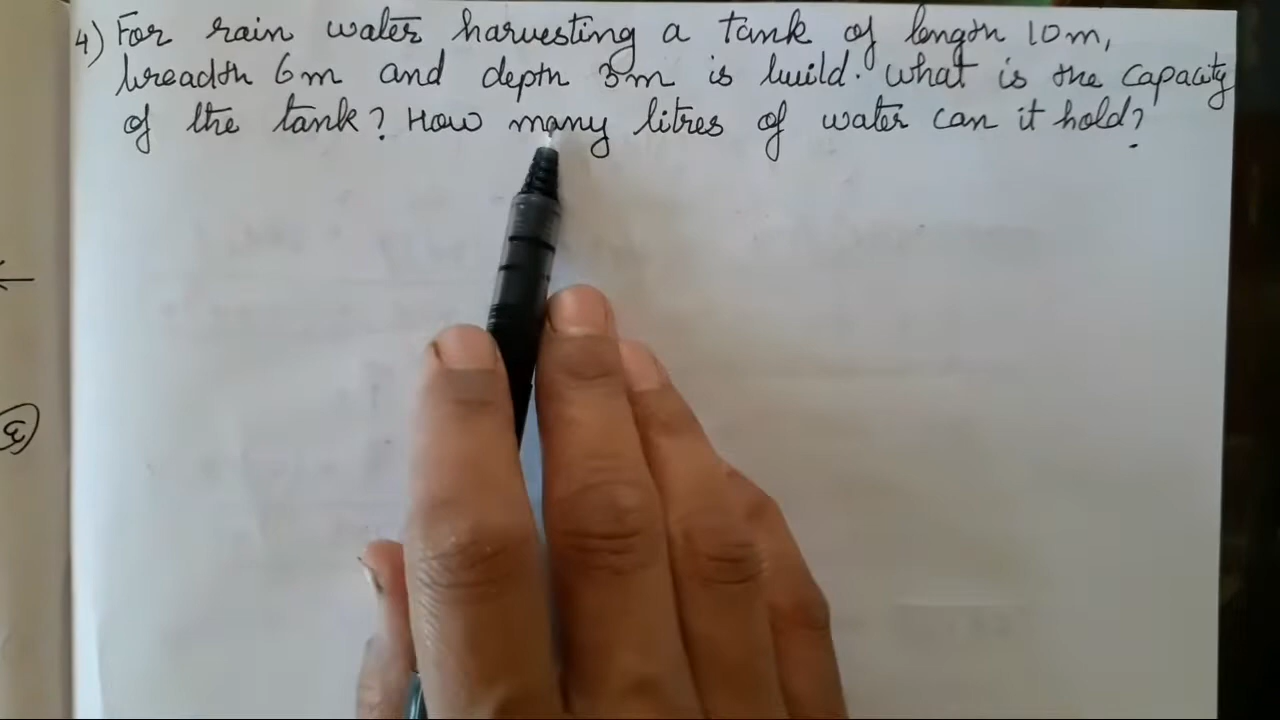 4) For rain water harvesting a tank of length 10m,
breadth 6m and depth 3m is build. what is the capacity
of the tank? How many litres of water can it hold?
3